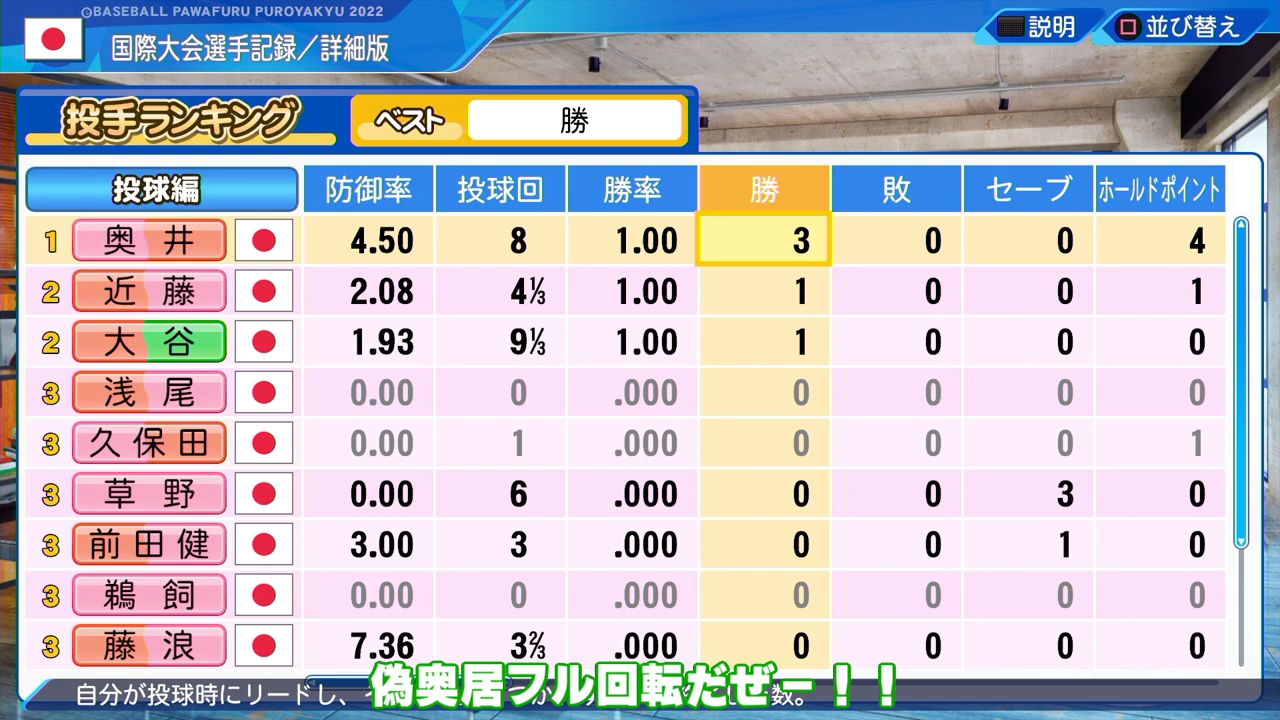 ©BASEBALL PAWAFURU PUROYAKYU 2022
国際大会選手記録／詳細版
説明 並び替え
投手ランキング ベスト 勝
投球編 防御率 投球回 勝率 勝 敗 セーブ ホールドポイント
1 奥井 4.50 8 1.00 3 0 0 4
2 近藤 2.08 4⅓ 1.00 1 0 0 1
2 大谷 1.93 9⅓ 1.00 1 0 0 0
3 浅尾 0.00 0 .000 0 0 0 0
3 久保田 0.00 1 .000 0 0 0 1
3 草野 0.00 6 .000 0 0 3 0
3 前田健 3.00 3 .000 0 0 1 0
3 鵜飼 0.00 0 .000 0 0 0 0
3 藤浪 7.36 3⅔ .000 0 0 0 0
自分が投球時にリードし、 数。
偽奥居フル回転だぜー！！